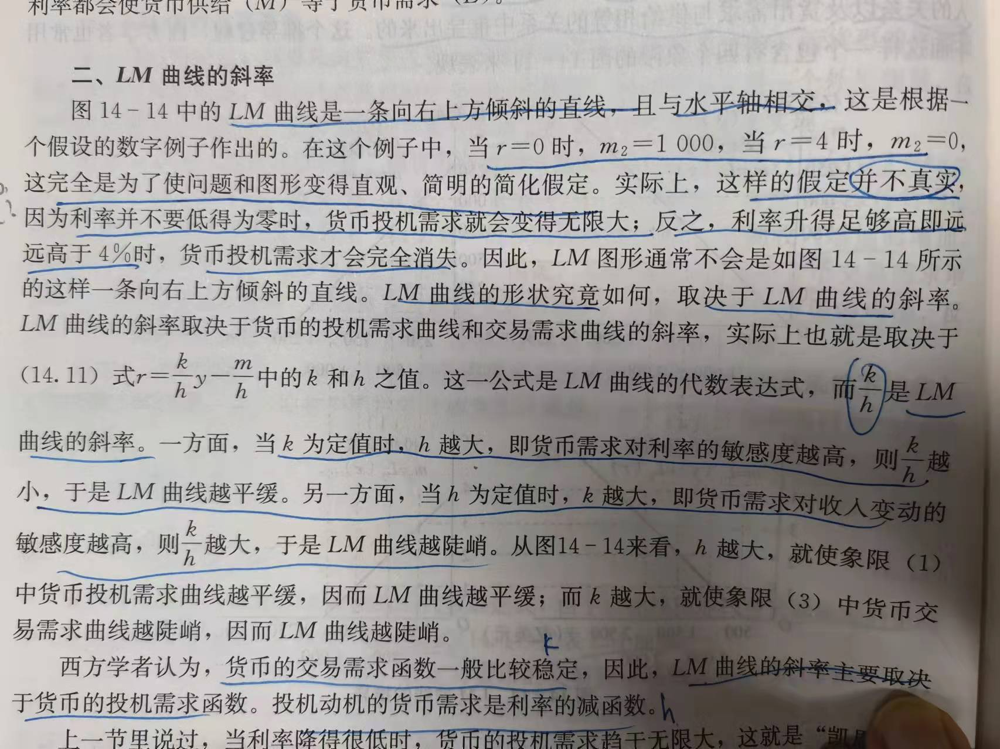 利率都会使货币供给（M）等于货币需求（L）。
二、LM 曲线的斜率
图 14-14 中的 LM 曲线是一条向右上方倾斜的直线，且与水平轴相交，这是根据一
个假设的数字例子作出的。在这个例子中，当 r=0 时，m₂=1 000，当 r=4 时，m₂=0，
这完全是为了使问题和图形变得直观、简明的简化假定。实际上，这样的假定并不真实，
因为利率并不要低得为零时，货币投机需求就会变得无限大；反之，利率升得足够高即远
远高于 4%时，货币投机需求才会完全消失。因此，LM 图形通常不会是如图 14-14 所示
的这样一条向右上方倾斜的直线。LM 曲线的形状究竟如何，取决于 LM 曲线的斜率。
LM 曲线的斜率取决于货币的投机需求曲线和交易需求曲线的斜率，实际上也就是取决于
（14.11）式r=k/h y-m/h中的 k 和 h 之值。这一公式是 LM 曲线的代数表达式，而k/h是 LM
曲线的斜率。一方面，当 k 为定值时，h 越大，即货币需求对利率的敏感度越高，则k/h越
小，于是 LM 曲线越平缓。另一方面，当 h 为定值时，k 越大，即货币需求对收入变动的
敏感度越高，则k/h越大，于是 LM 曲线越陡峭。从图14-14来看，h 越大，就使象限（1）
中货币投机需求曲线越平缓，因而 LM 曲线越平缓；而 k 越大，就使象限（3）中货币交
易需求曲线越陡峭，因而 LM 曲线越陡峭。
k
西方学者认为，货币的交易需求函数一般比较稳定，因此，LM 曲线的斜率主要取决
于货币的投机需求函数。投机动机的货币需求是利率的减函数。h
上一节里说过，当利率降得很低时，货币的投机需求趋于无限大，这就是“凯